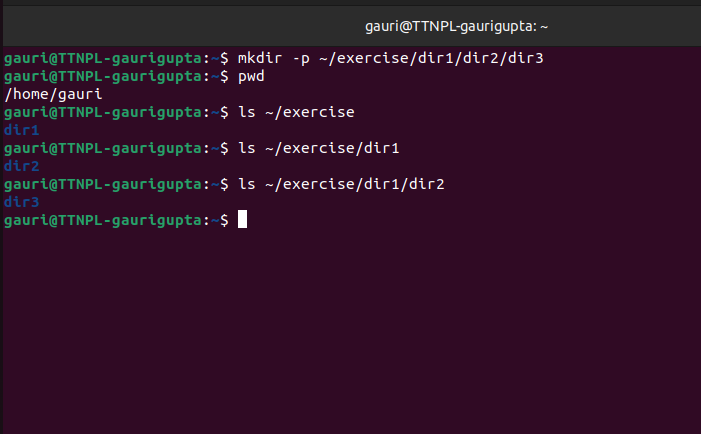 gauri@TTNPL-gaurigupta: ~
gauri@TTNPL-gaurigupta:~$ mkdir -p ~/exercise/dir1/dir2/dir3
gauri@TTNPL-gaurigupta:~$ pwd
/home/gauri
gauri@TTNPL-gaurigupta:~$ ls ~/exercise
dir1
gauri@TTNPL-gaurigupta:~$ ls ~/exercise/dir1
dir2
gauri@TTNPL-gaurigupta:~$ ls ~/exercise/dir1/dir2
dir3
gauri@TTNPL-gaurigupta:~$